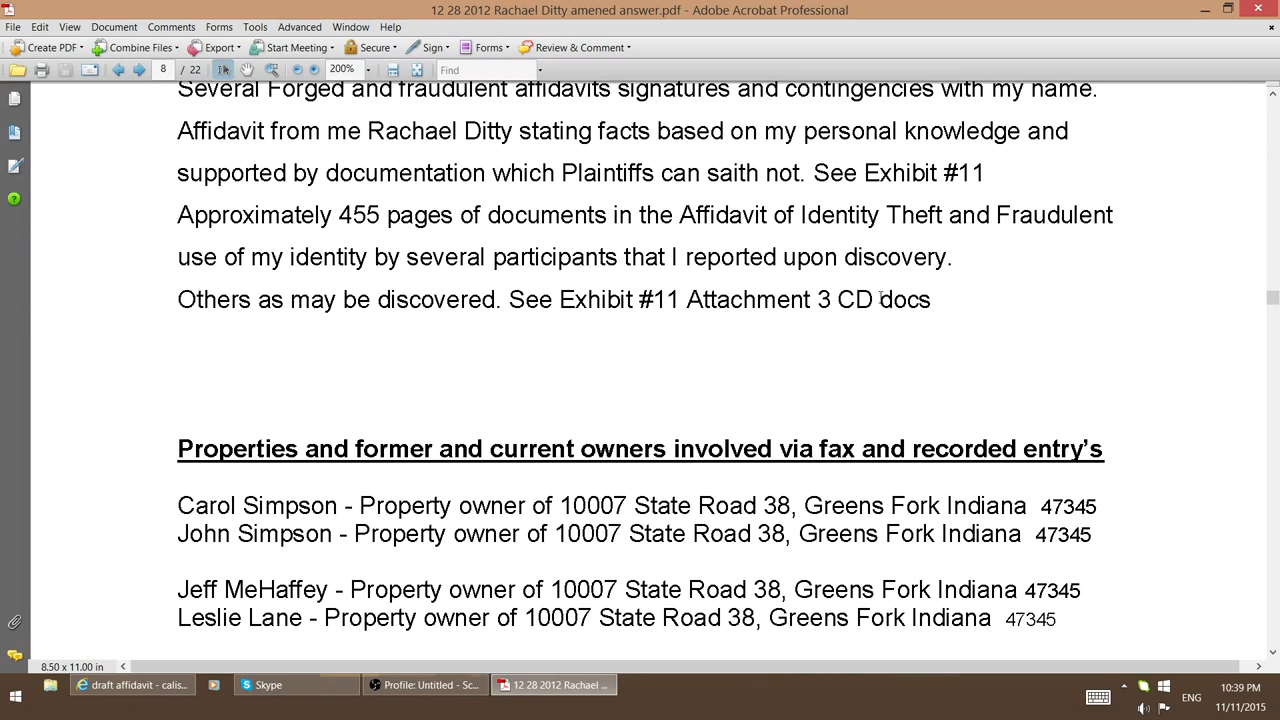 12 28 2012 Rachael Ditty amened answer.pdf - Adobe Acrobat Professional
File Edit View Document Comments Forms Tools Advanced Window Help
Create PDF Combine Files Export Start Meeting Secure Sign Forms Review & Comment
8 / 22 200% Find
Several Forged and fraudulent affidavits signatures and contingencies with my name.
Affidavit from me Rachael Ditty stating facts based on my personal knowledge and
supported by documentation which Plaintiffs can saith not. See Exhibit #11
Approximately 455 pages of documents in the Affidavit of Identity Theft and Fraudulent
use of my identity by several participants that I reported upon discovery.
Others as may be discovered. See Exhibit #11 Attachment 3 CD docs
Properties and former and current owners involved via fax and recorded entry's
Carol Simpson - Property owner of 10007 State Road 38, Greens Fork Indiana 47345
John Simpson - Property owner of 10007 State Road 38, Greens Fork Indiana 47345
Jeff MeHaffey - Property owner of 10007 State Road 38, Greens Fork Indiana 47345
Leslie Lane - Property owner of 10007 State Road 38, Greens Fork Indiana 47345
8.50 x 11.00 in
draft affidavit - calis... Skype Profile: Untitled - Sc... 12 28 2012 Rachael ... ENG 10:39 PM
11/11/2015